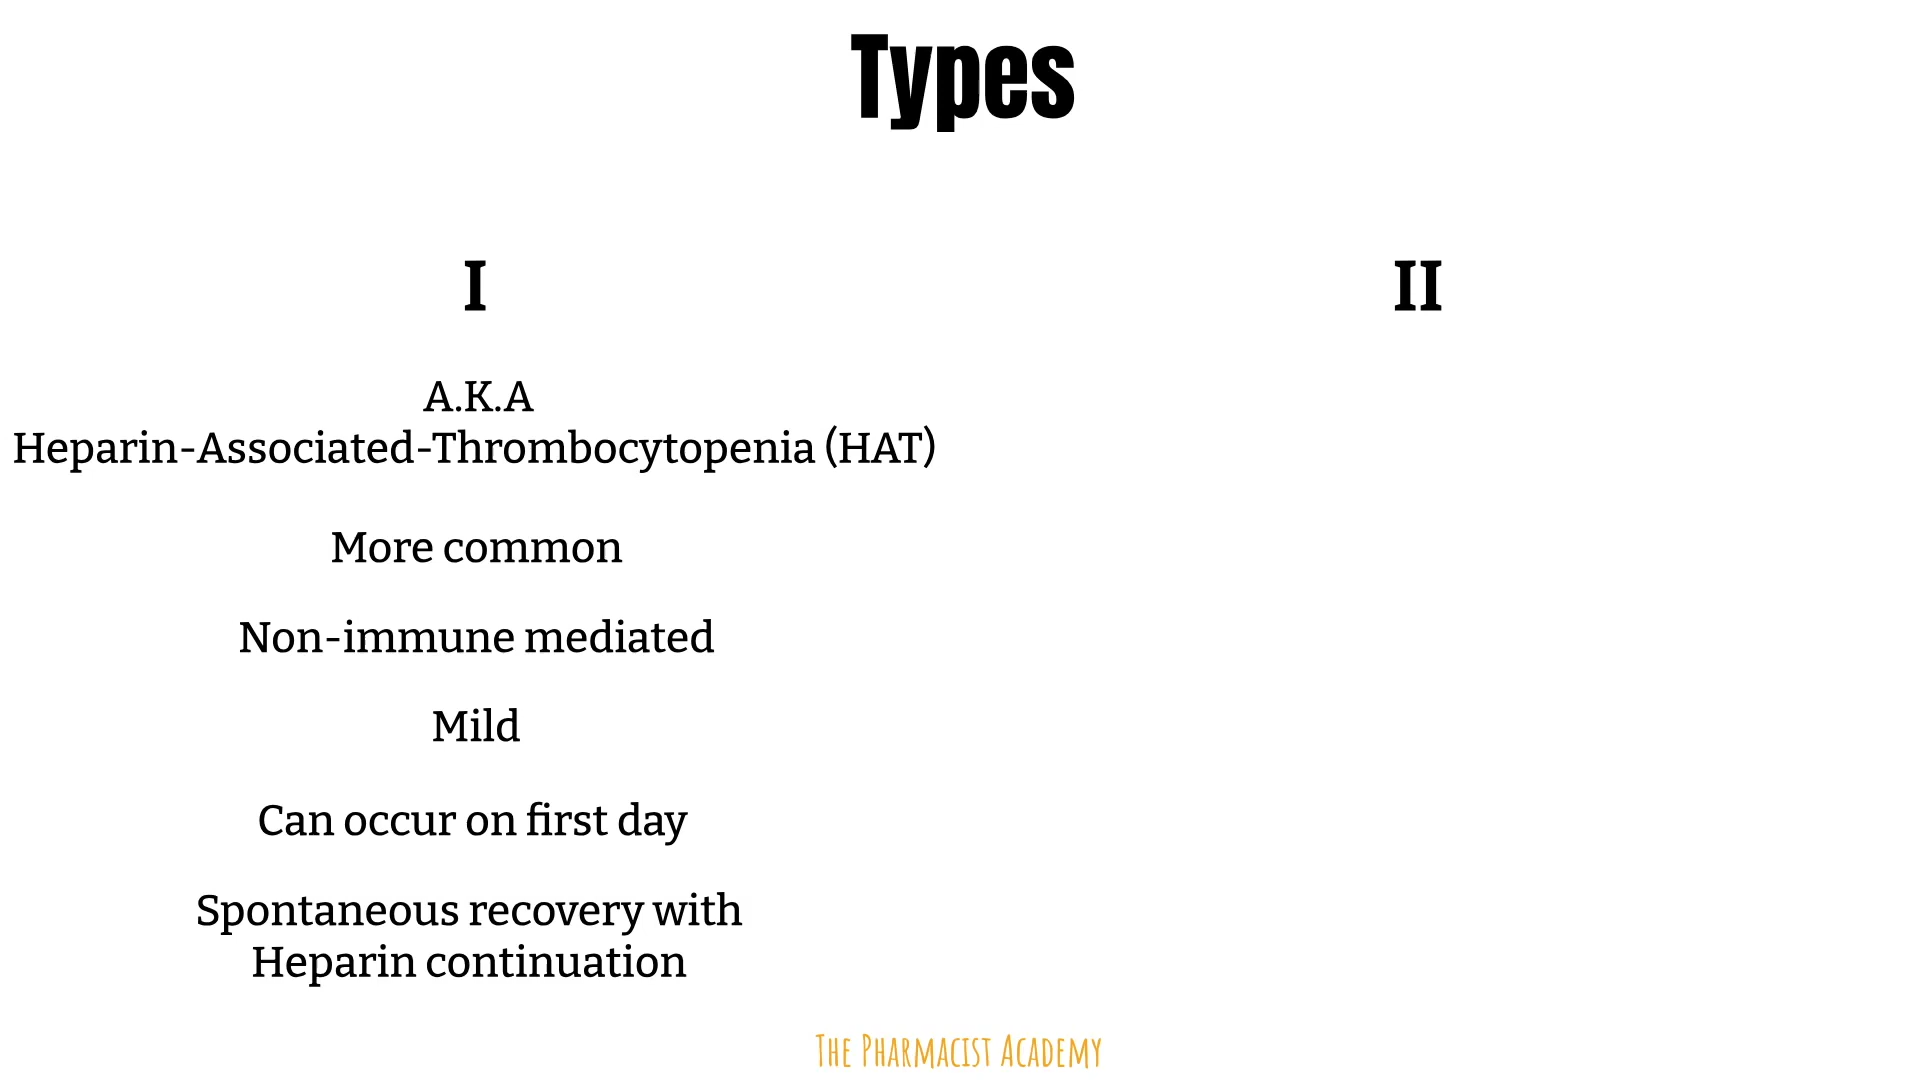 Types
I
II
A.K.A
Heparin-Associated-Thrombocytopenia (HAT)
More common
Non-immune mediated
Mild
Can occur on first day
Spontaneous recovery with
Heparin continuation
The Pharmacist Academy